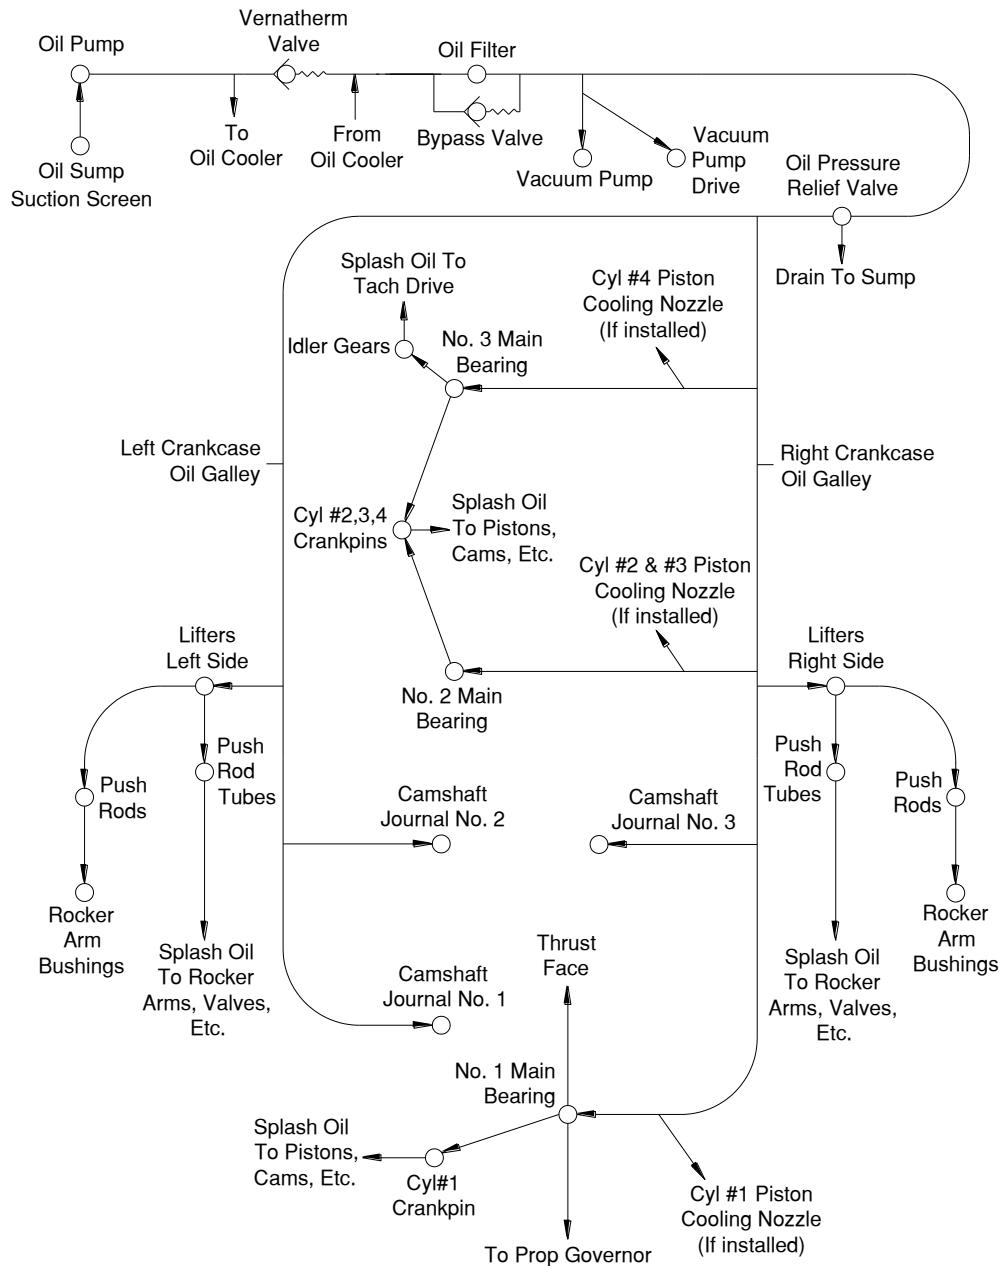 Vernatherm
Valve
Oil Pump
Oil Filter
To
Oil Cooler
From
Oil Cooler
Bypass Valve
Vacuum Pump
Vacuum
Pump
Drive
Oil Pressure
Relief Valve
Oil Sump
Suction Screen
Drain To Sump
Splash Oil To
Tach Drive
Cyl #4 Piston
Cooling Nozzle
(If installed)
Idler Gears
No. 3 Main
Bearing
Left Crankcase
Oil Galley
Right Crankcase
Oil Galley
Cyl #2,3,4
Crankpins
Splash Oil
To Pistons,
Cams, Etc.
Cyl #2 & #3 Piston
Cooling Nozzle
(If installed)
Lifters
Left Side
Lifters
Right Side
No. 2 Main
Bearing
Push
Rod
Tubes
Push
Rods
Push
Rod
Tubes
Push
Rods
Camshaft
Journal No. 2
Camshaft
Journal No. 3
Rocker
Arm
Bushings
Splash Oil
To Rocker
Arms, Valves,
Etc.
Thrust
Face
Rocker
Arm
Bushings
Splash Oil
To Rocker
Arms, Valves,
Etc.
Camshaft
Journal No. 1
No. 1 Main
Bearing
Splash Oil
To Pistons,
Cams, Etc.
Cyl#1
Crankpin
Cyl #1 Piston
Cooling Nozzle
(If installed)
To Prop Governor